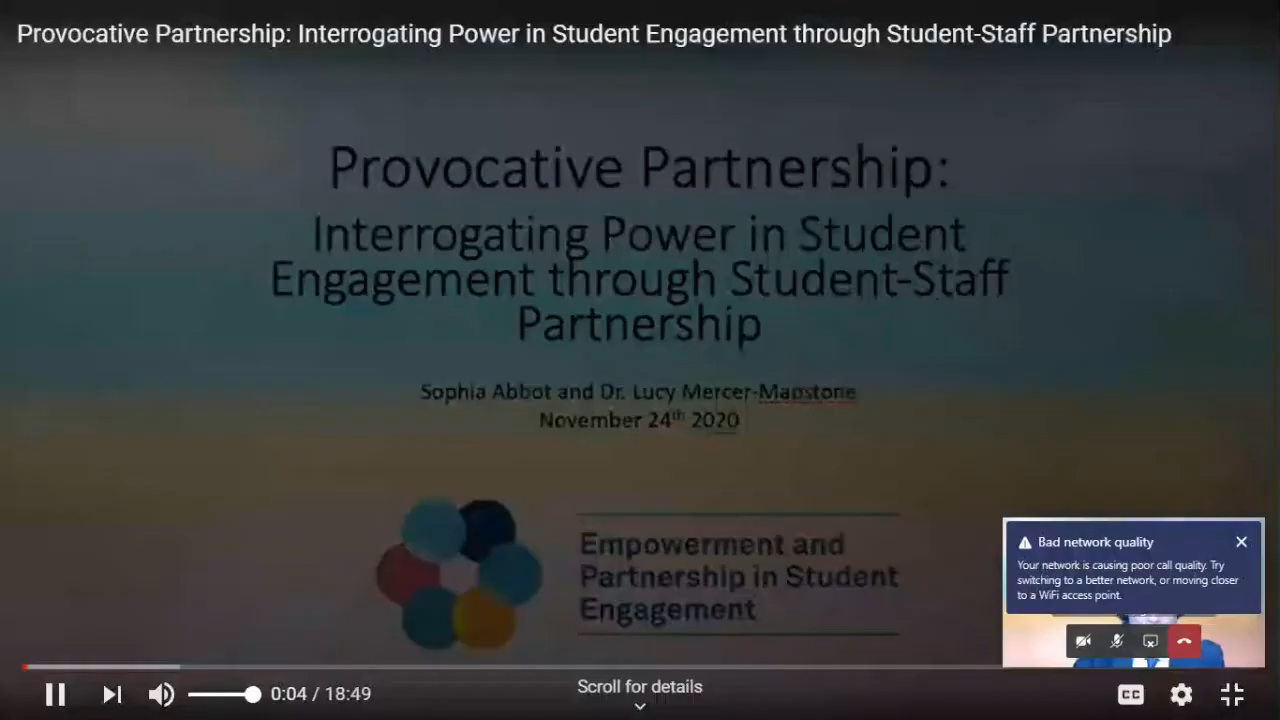 Provocative Partnership: Interrogating Power in Student Engagement through Student-Staff Partnership
Provocative Partnership:
Interrogating Power in Student
Engagement through Student-Staff
Partnership
Sophia Abbot and Dr. Lucy Mercer-Mapstone
November 24th 2020
Empowerment and
Partnership in Student
Engagement
Bad network quality
Your network is causing poor call quality. Try
switching to a better network, or moving closer
to a WiFi access point.
0:04 / 18:49
Scroll for details
CC